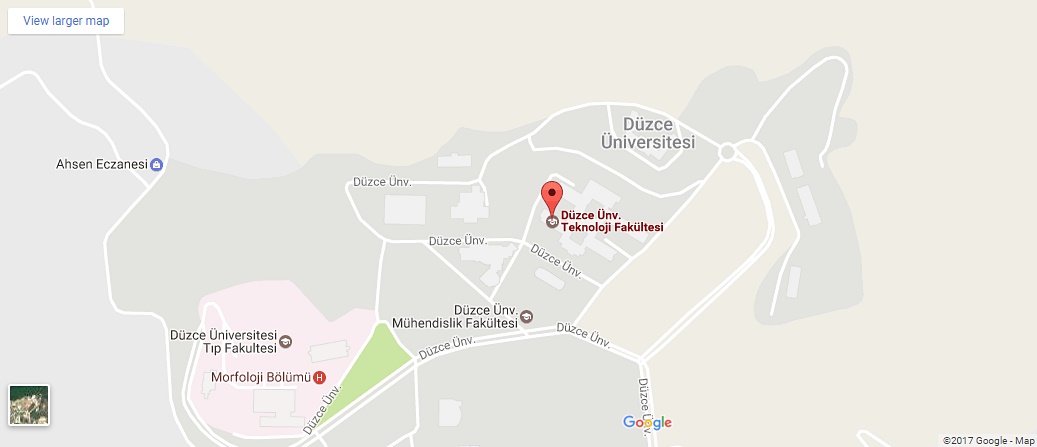 View larger map
Düzce
Üniversitesi
Ahsen Eczanesi
Düzce Ünv.
Düzce Ünv.
Teknoloji Fakültesi
Düzce Ünv.
Düzce Ünv.
Düzce Ünv.
Mühendislik Fakültesi
Düzce Ünv.
Düzce Üniversitesi
Tıp Fakultesi
Düzce Ünv.
Morfoloji Bölümü
H
Düzce Ünv.
Düzce Ünv.
Google
©2017 Google - Map